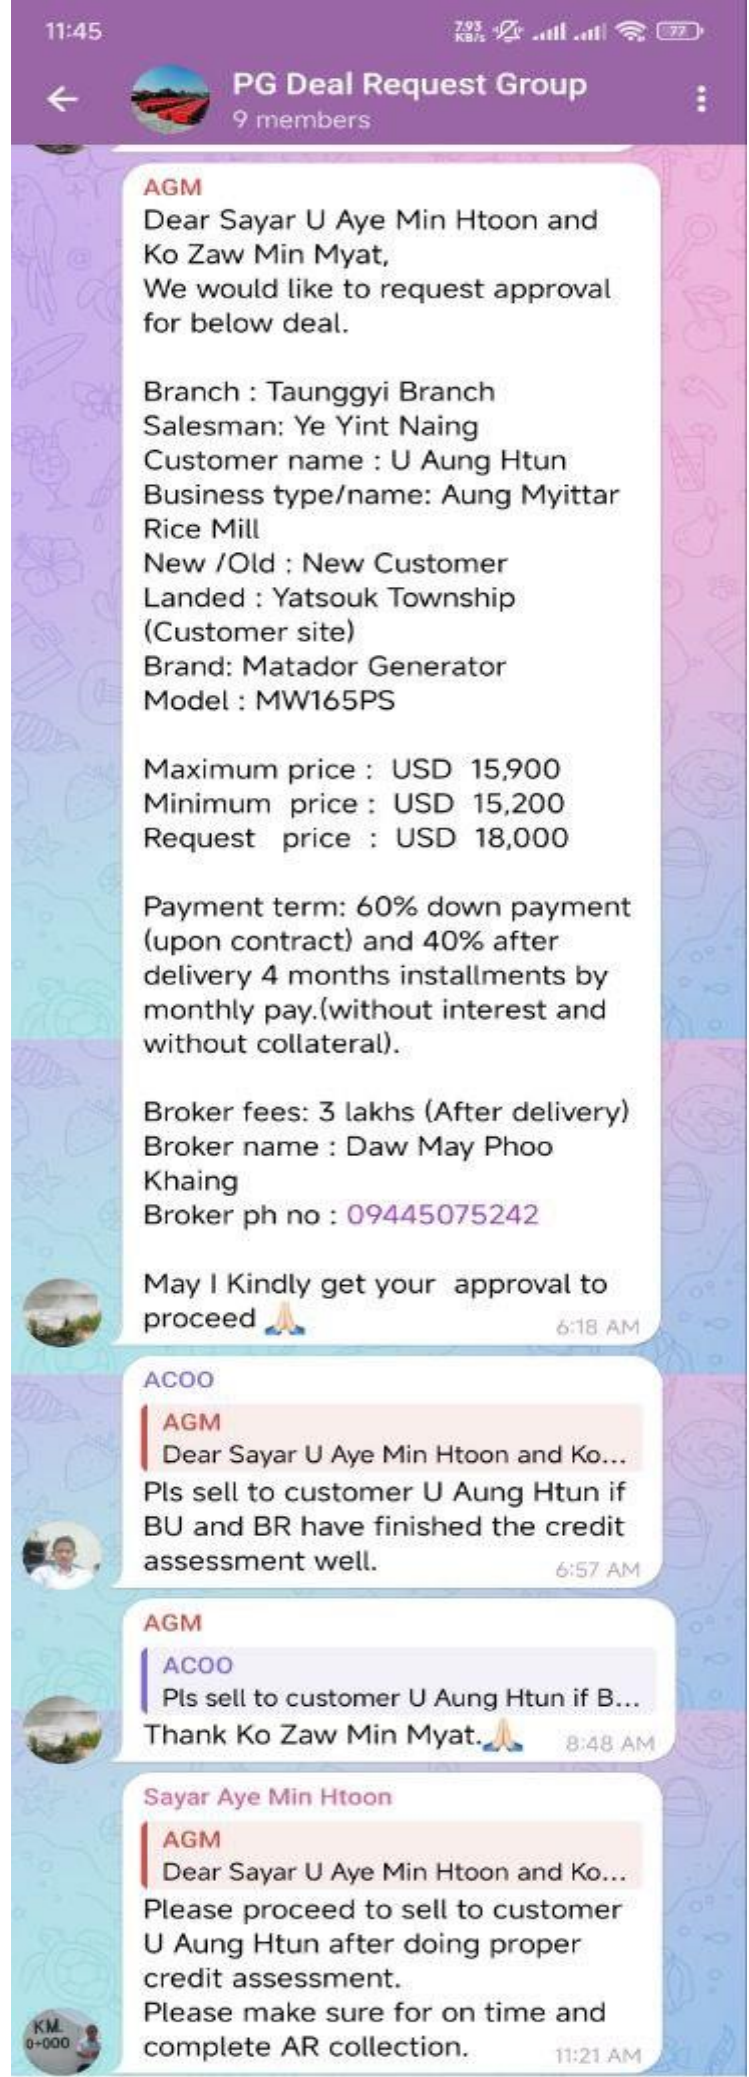 11:45
7.93 KB/s
77
PG Deal Request Group
9 members
AGM
Dear Sayar U Aye Min Htoon and
Ko Zaw Min Myat,
We would like to request approval
for below deal.
Branch : Taunggyi Branch
Salesman: Ye Yint Naing
Customer name : U Aung Htun
Business type/name: Aung Myittar
Rice Mill
New /Old : New Customer
Landed : Yatsouk Township
(Customer site)
Brand: Matador Generator
Model : MW165PS
Maximum price : USD 15,900
Minimum price : USD 15,200
Request price : USD 18,000
Payment term: 60% down payment
(upon contract) and 40% after
delivery 4 months installments by
monthly pay.(without interest and
without collateral).
Broker fees: 3 lakhs (After delivery)
Broker name : Daw May Phoo
Khaing
Broker ph no : 09445075242
May I Kindly get your approval to
proceed 🙏🏻
6:18 AM
ACOO
AGM
Dear Sayar U Aye Min Htoon and Ko...
Pls sell to customer U Aung Htun if
BU and BR have finished the credit
assessment well.
6:57 AM
AGM
ACOO
Pls sell to customer U Aung Htun if B...
Thank Ko Zaw Min Myat.🙏🏻
8:48 AM
Sayar Aye Min Htoon
AGM
Dear Sayar U Aye Min Htoon and Ko...
Please proceed to sell to customer
U Aung Htun after doing proper
credit assessment.
Please make sure for on time and
complete AR collection.
11:21 AM
KM.
0+000